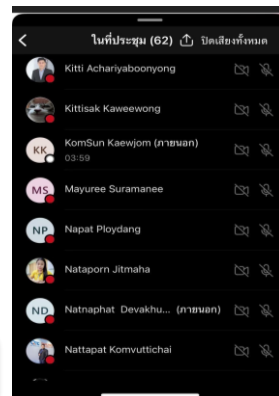 ในที่ประชุม (62) ปิดเสียงทั้งหมด
Kitti Achariyaboonyong
Kittisak Kaweewong
KK KomSun Kaewjom (ภายนอก)
03:59
MS Mayuree Suramanee
NP Napat Ploydang
Nataporn Jitmaha
ND Natnaphat Devakhu... (ภายนอก)
Nattapat Komvuttichai